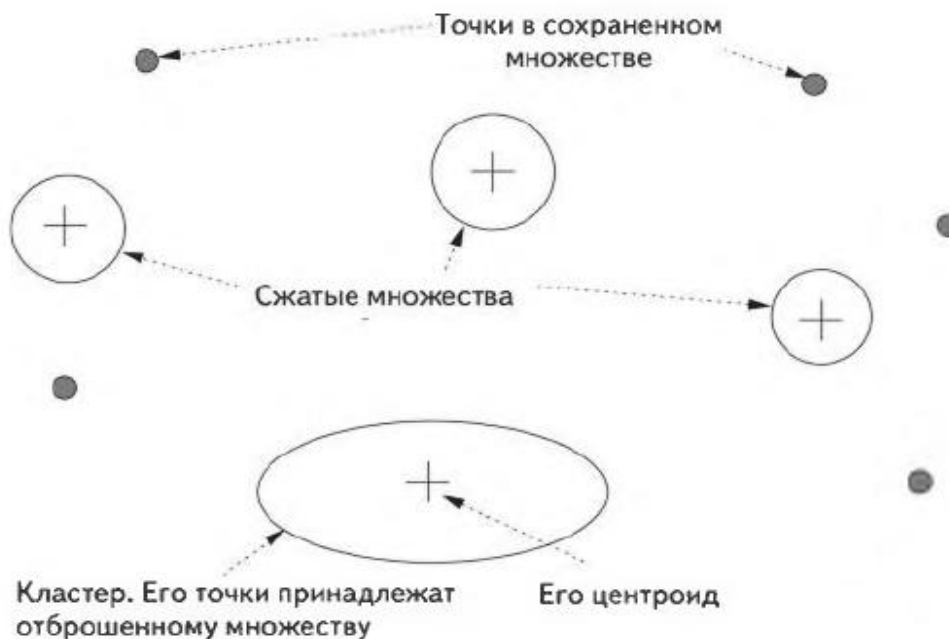 Точки в сохраненном
множестве
Сжатые множества
Кластер. Его точки принадлежат
отброшенному множеству
Его центроид